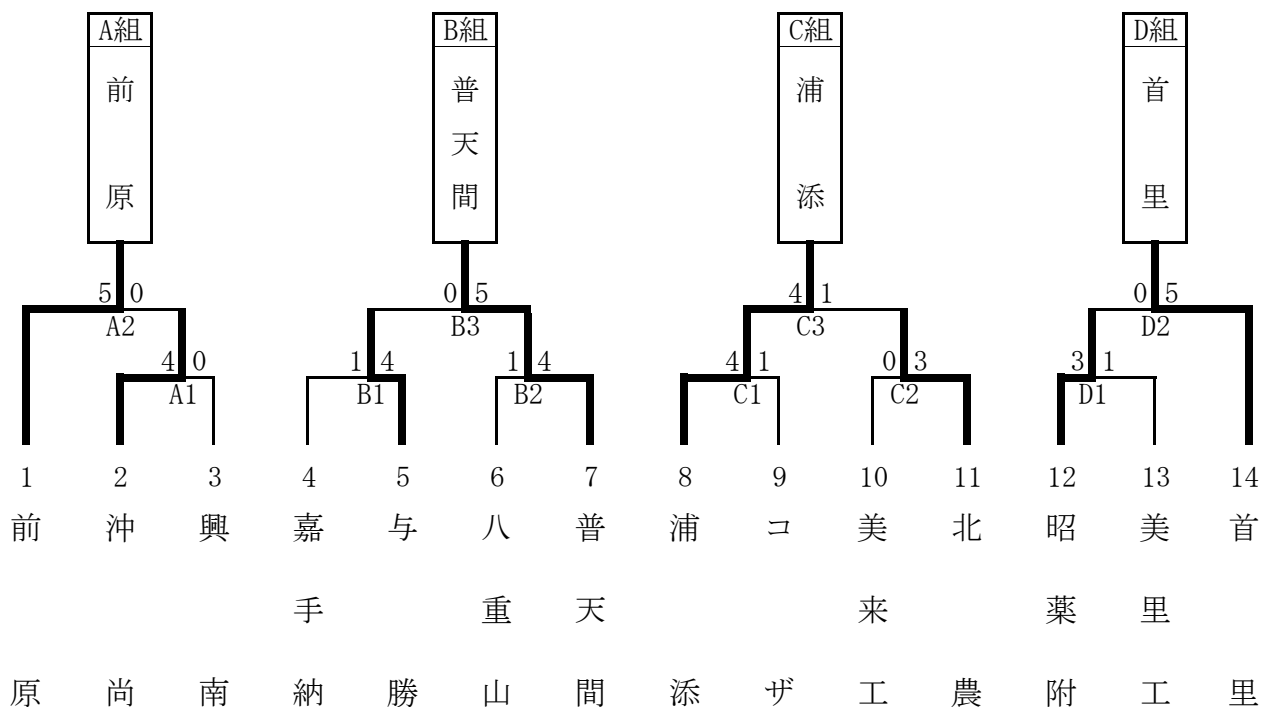 A組 B組 C組 D組
前原 普天間 浦添 首里
5 0 0 5 4 1 0 5
A2 B3 C3 D2
4 0 1 4 1 4 4 1 0 3 3 1
A1 B1 B2 C1 C2 D1
1 2 3 4 5 6 7 8 9 10 11 12 13 14
前原 沖尚 興南 嘉手納 与勝 八重山 普天間 浦添 コザ 美来工 北農 昭薬附 美里工 首里